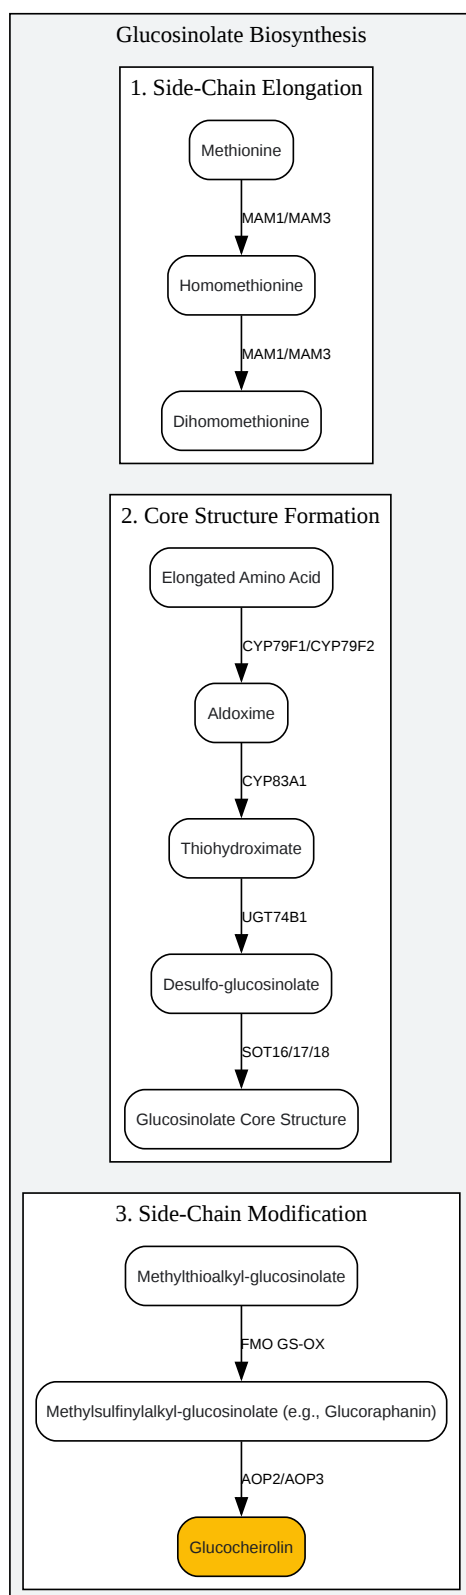 Glucosinolate Biosynthesis
1. Side-Chain Elongation
Methionine
MAM1/MAM3
Homomethionine
MAM1/MAM3
Dihomomethionine
2. Core Structure Formation
Elongated Amino Acid
CYP79F1/CYP79F2
Aldoxime
CYP83A1
Thiohydroximate
UGT74B1
Desulfo-glucosinolate
SOT16/17/18
Glucosinolate Core Structure
3. Side-Chain Modification
Methylthioalkyl-glucosinolate
FMO GS-OX
Methylsulfinylalkyl-glucosinolate (e.g., Glucoraphanin)
AOP2/AOP3
Glucocheirolin